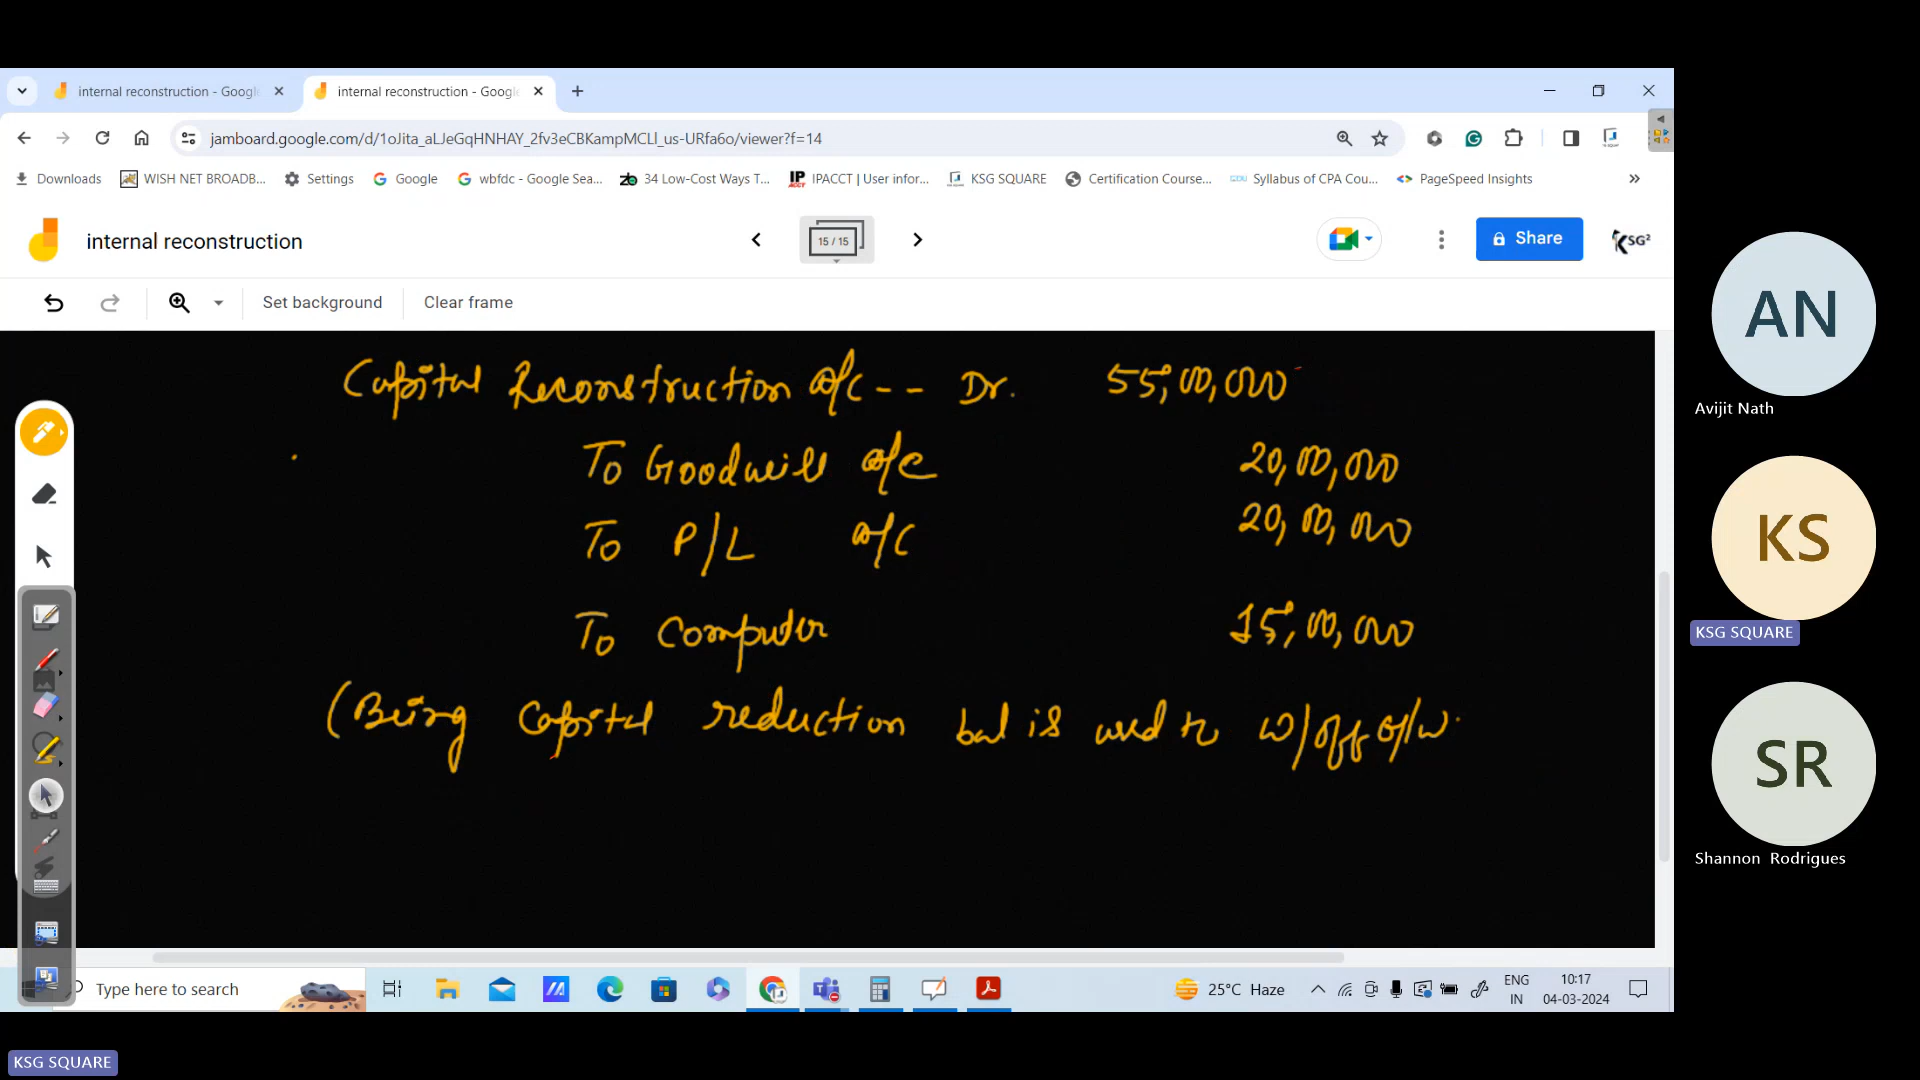 internal reconstruction - Googl
internal reconstruction - Google
jamboard.google.com/d/1oJita_aLJeGqHNHAY_2fv3eCBKampMCLl_us-URfa6o/viewer?f=14
Downloads WISH NET BROADB... Settings Google wbfdc - Google Sea... 34 Low-Cost Ways T... IPACCT | User infor... KSG SQUARE Certification Course... Syllabus of CPA Cou... PageSpeed Insights
internal reconstruction
15 / 15
Share
KSG²
Set background Clear frame
Capital Reconstruction A/C -- Dr. 55,00,000
To Goodwill A/C 20,00,000
To P/L A/C 20,00,000
To Computer 15,00,000
(Being Capital reduction bal is used to w/off
Type here to search
25°C Haze
ENG
IN
10:17
04-03-2024
AN
Avijit Nath
KS
KSG SQUARE
SR
Shannon Rodrigues
KSG SQUARE